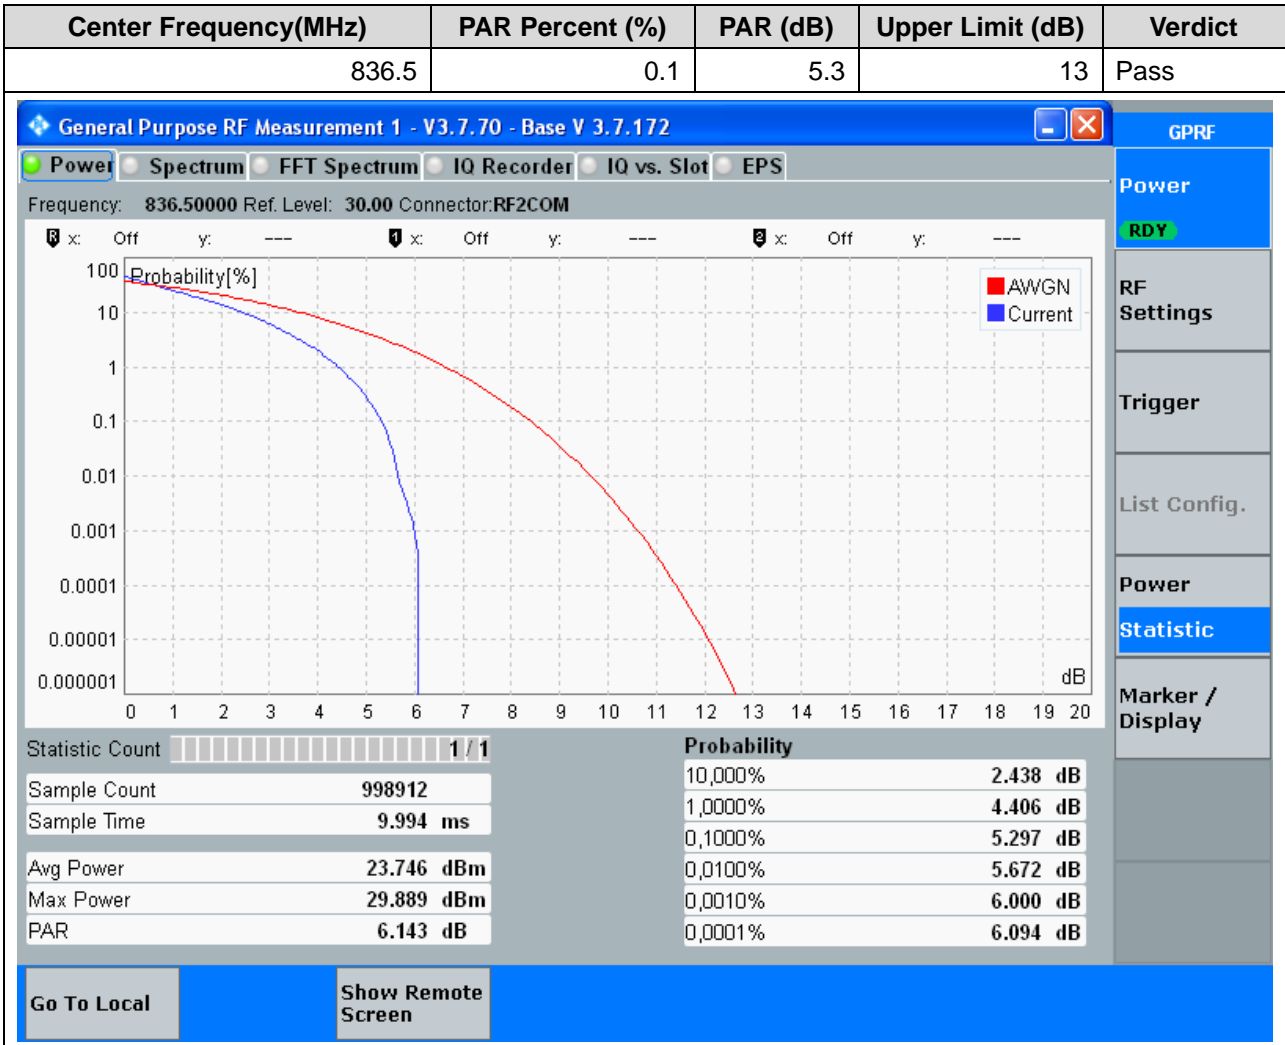 Center Frequency(MHz) PAR Percent (%) PAR (dB) Upper Limit (dB) Verdict
836.5 0.1 5.3 13 Pass
General Purpose RF Measurement 1 - V3.7.70 - Base V 3.7.172
GPRF
Power Spectrum FFT Spectrum IQ Recorder IQ vs. Slot EPS
Power
RDY
Frequency: 836.50000 Ref. Level: 30.00 Connector:RF2COM
R x: Off y: --- 1 x: Off y: --- 2 x: Off y: ---
Probability[%]
AWGN
Current
100
10
1
0.1
0.01
0.001
0.0001
0.00001
0.000001
dB
0 1 2 3 4 5 6 7 8 9 10 11 12 13 14 15 16 17 18 19 20
RF
Settings
Trigger
List Config.
Power
Statistic
Marker /
Display
Statistic Count 1 / 1
Sample Count 998912
Sample Time 9.994 ms
Avg Power 23.746 dBm
Max Power 29.889 dBm
PAR 6.143 dB
Probability
10,000% 2.438 dB
1,0000% 4.406 dB
0,1000% 5.297 dB
0,0100% 5.672 dB
0,0010% 6.000 dB
0,0001% 6.094 dB
Go To Local
Show Remote
Screen